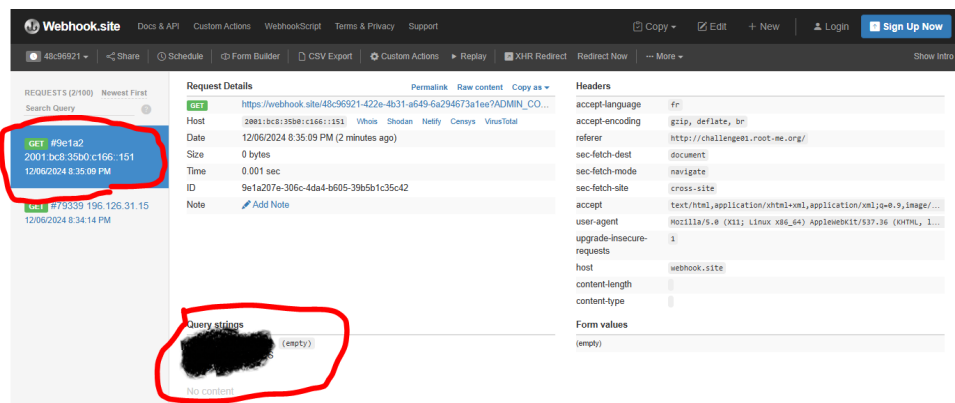 Webhook.site Docs & API Custom Actions WebhookScript Terms & Privacy Support Copy Edit + New Login Sign Up Now
48c96921 Share Schedule Form Builder CSV Export Custom Actions Replay XHR Redirect Redirect Now ··· More Show Intro
REQUESTS (2/100) Newest First
Search Query
GET #9e1a2
2001:bc8:35b0:c166::151
12/06/2024 8:35:09 PM
GET #79339 196.126.31.15
12/06/2024 8:34:14 PM
Request Details Permalink Raw content Copy as
GET https://webhook.site/48c96921-422e-4b31-a649-6a294673a1ee?ADMIN_CO...
Host 2001:bc8:35b0:c166::151 Whois Shodan Netify Censys VirusTotal
Date 12/06/2024 8:35:09 PM (2 minutes ago)
Size 0 bytes
Time 0.001 sec
ID 9e1a207e-306c-4da4-b605-39b5b1c35c42
Note Add Note
Query strings
(empty)
No content
Headers
accept-language fr
accept-encoding gzip, deflate, br
referer http://challenge01.root-me.org/
sec-fetch-dest document
sec-fetch-mode navigate
sec-fetch-site cross-site
accept text/html,application/xhtml+xml,application/xml;q=0.9,image/...
user-agent Mozilla/5.0 (X11; Linux x86_64) AppleWebKit/537.36 (KHTML, l...
upgrade-insecure-
requests 1
host webhook.site
content-length
content-type
Form values
(empty)